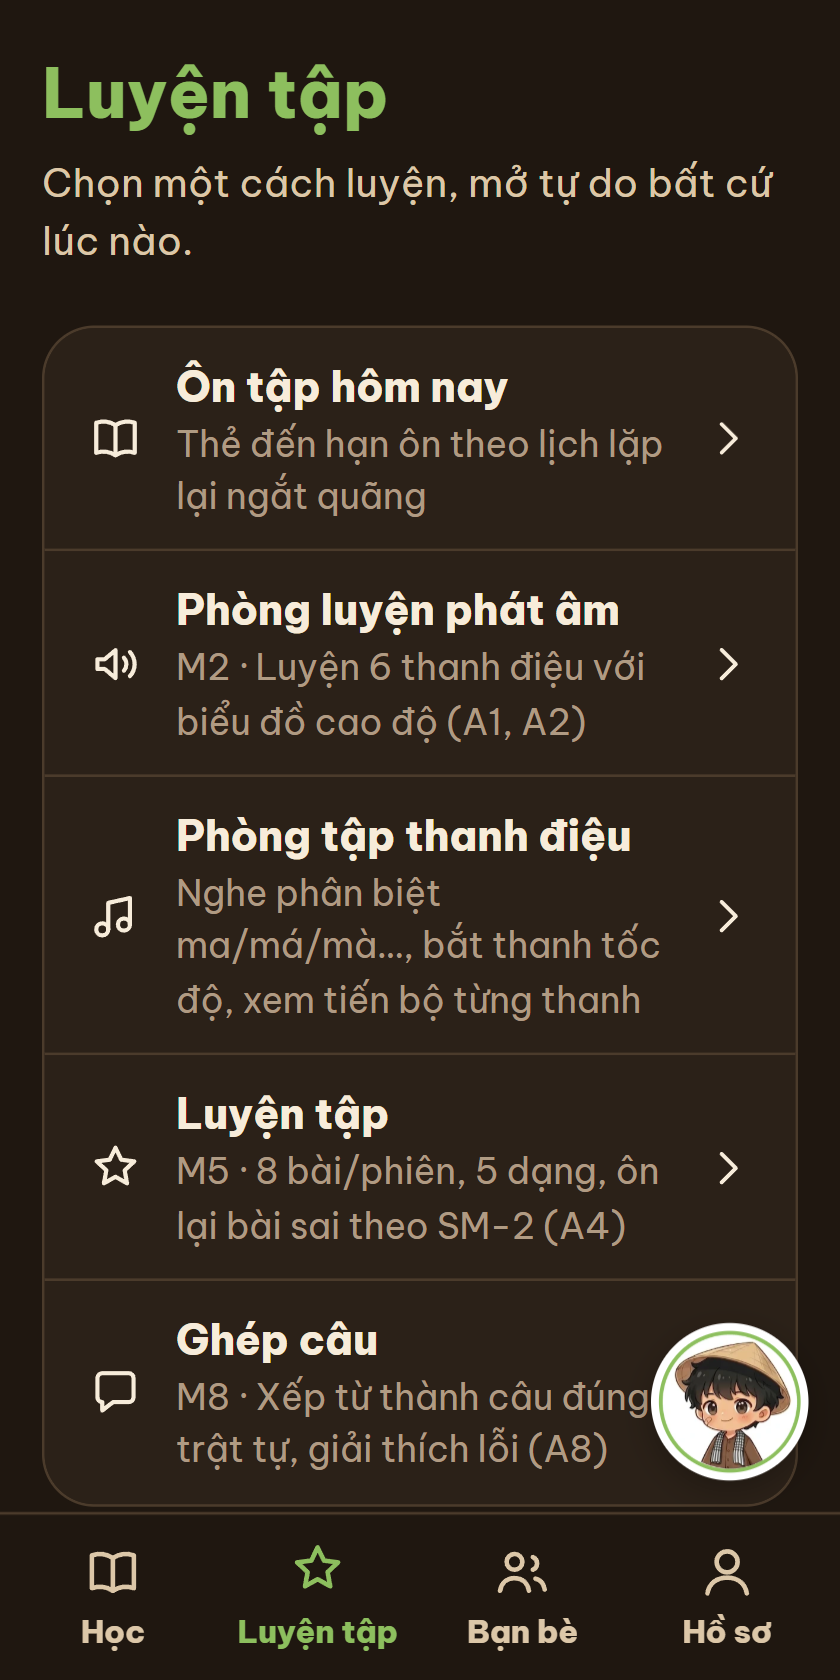 Luyện tập
Chọn một cách luyện, mở tự do bất cứ
lúc nào.
Ôn tập hôm nay
Thẻ đến hạn ôn theo lịch lặp
lại ngắt quãng
Phòng luyện phát âm
M2 · Luyện 6 thanh điệu với
biểu đồ cao độ (A1, A2)
Phòng tập thanh điệu
Nghe phân biệt
ma/má/mà..., bắt thanh tốc
độ, xem tiến bộ từng thanh
Luyện tập
M5 · 8 bài/phiên, 5 dạng, ôn
lại bài sai theo SM-2 (A4)
Ghép câu
M8 · Xếp từ thành câu đúng
trật tự, giải thích lỗi (A8)
Học
Luyện tập
Bạn bè
Hồ sơ